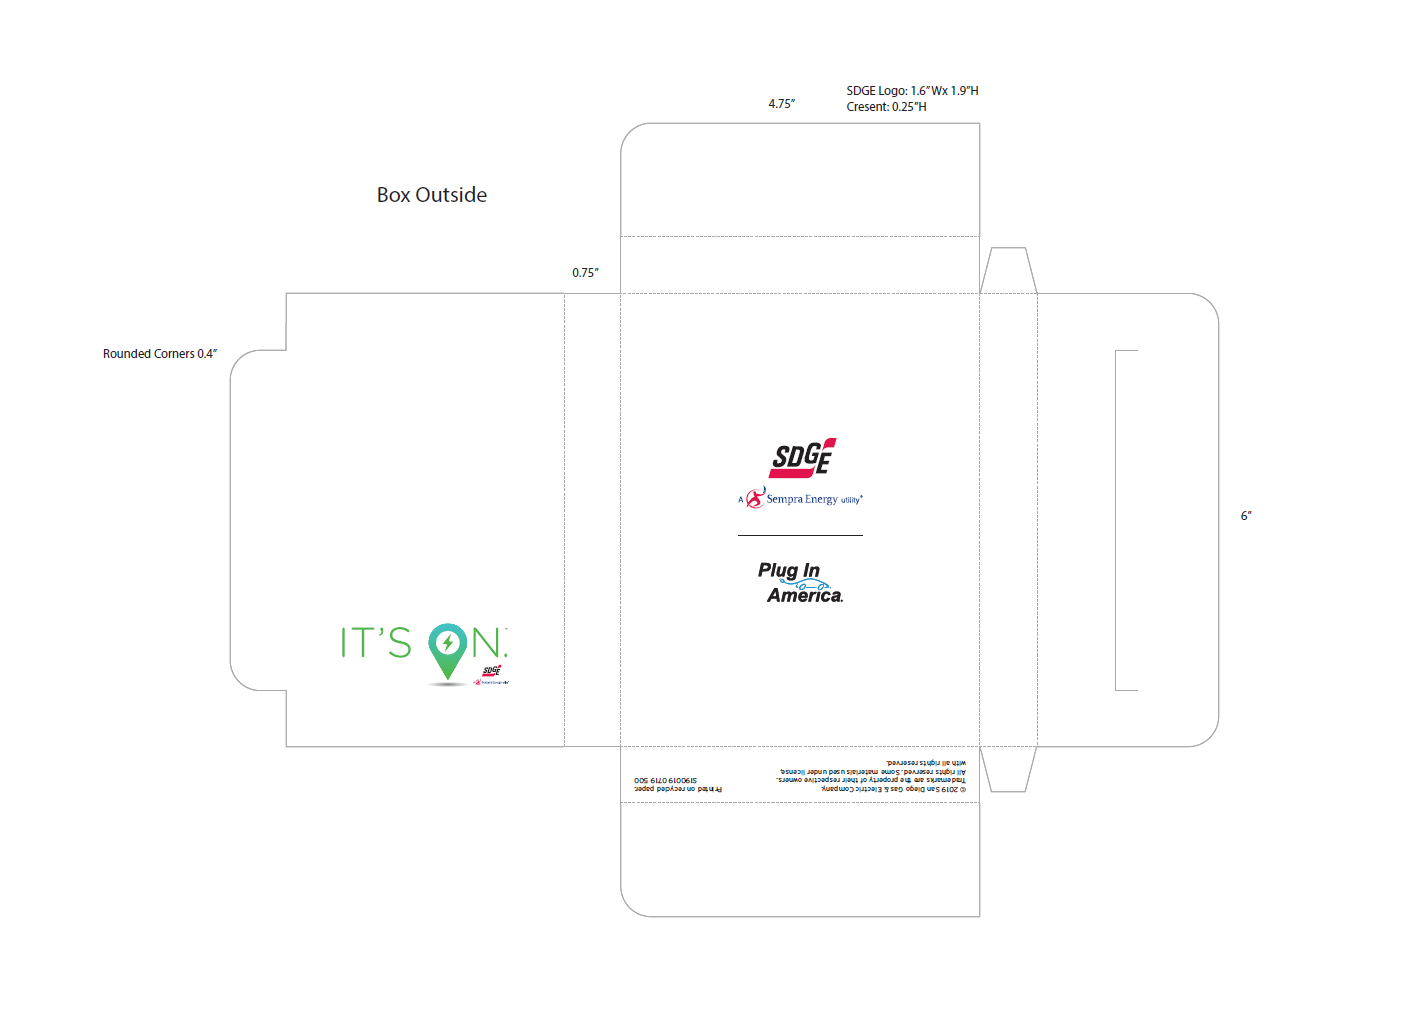 SDGE Logo: 1.6” Wx 1.9”H
4.75”
Cresent: 0.25”H
Box Outside
0.75”
Rounded Corners 0.4”
SDGE
A Sempra Energy utility®
6”
Plug In
America.
IT’S ON.™
SDGE
© 2019 San Diego Gas & Electric Company.
Trademarks are the property of their respective owners.
All rights reserved. Some materials used under license,
with all rights reserved.
Printed on recycled paper.
S190019 0719 500